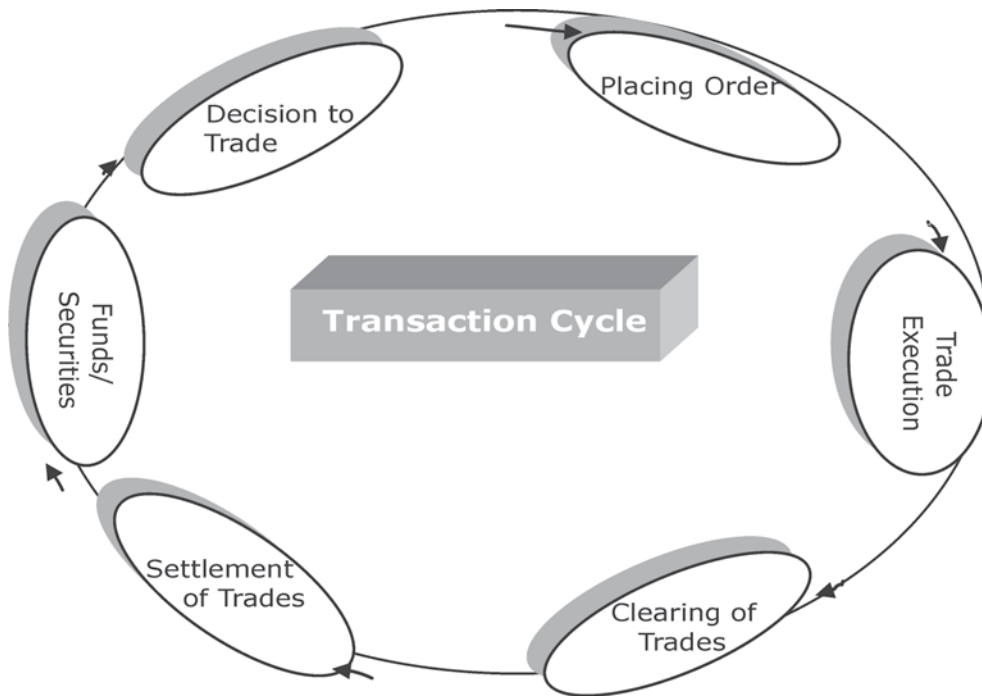 Decision to
Trade
Placing Order
Trade
Execution
Clearing of
Trades
Settlement
of Trades
Funds/
Securities
Transaction Cycle